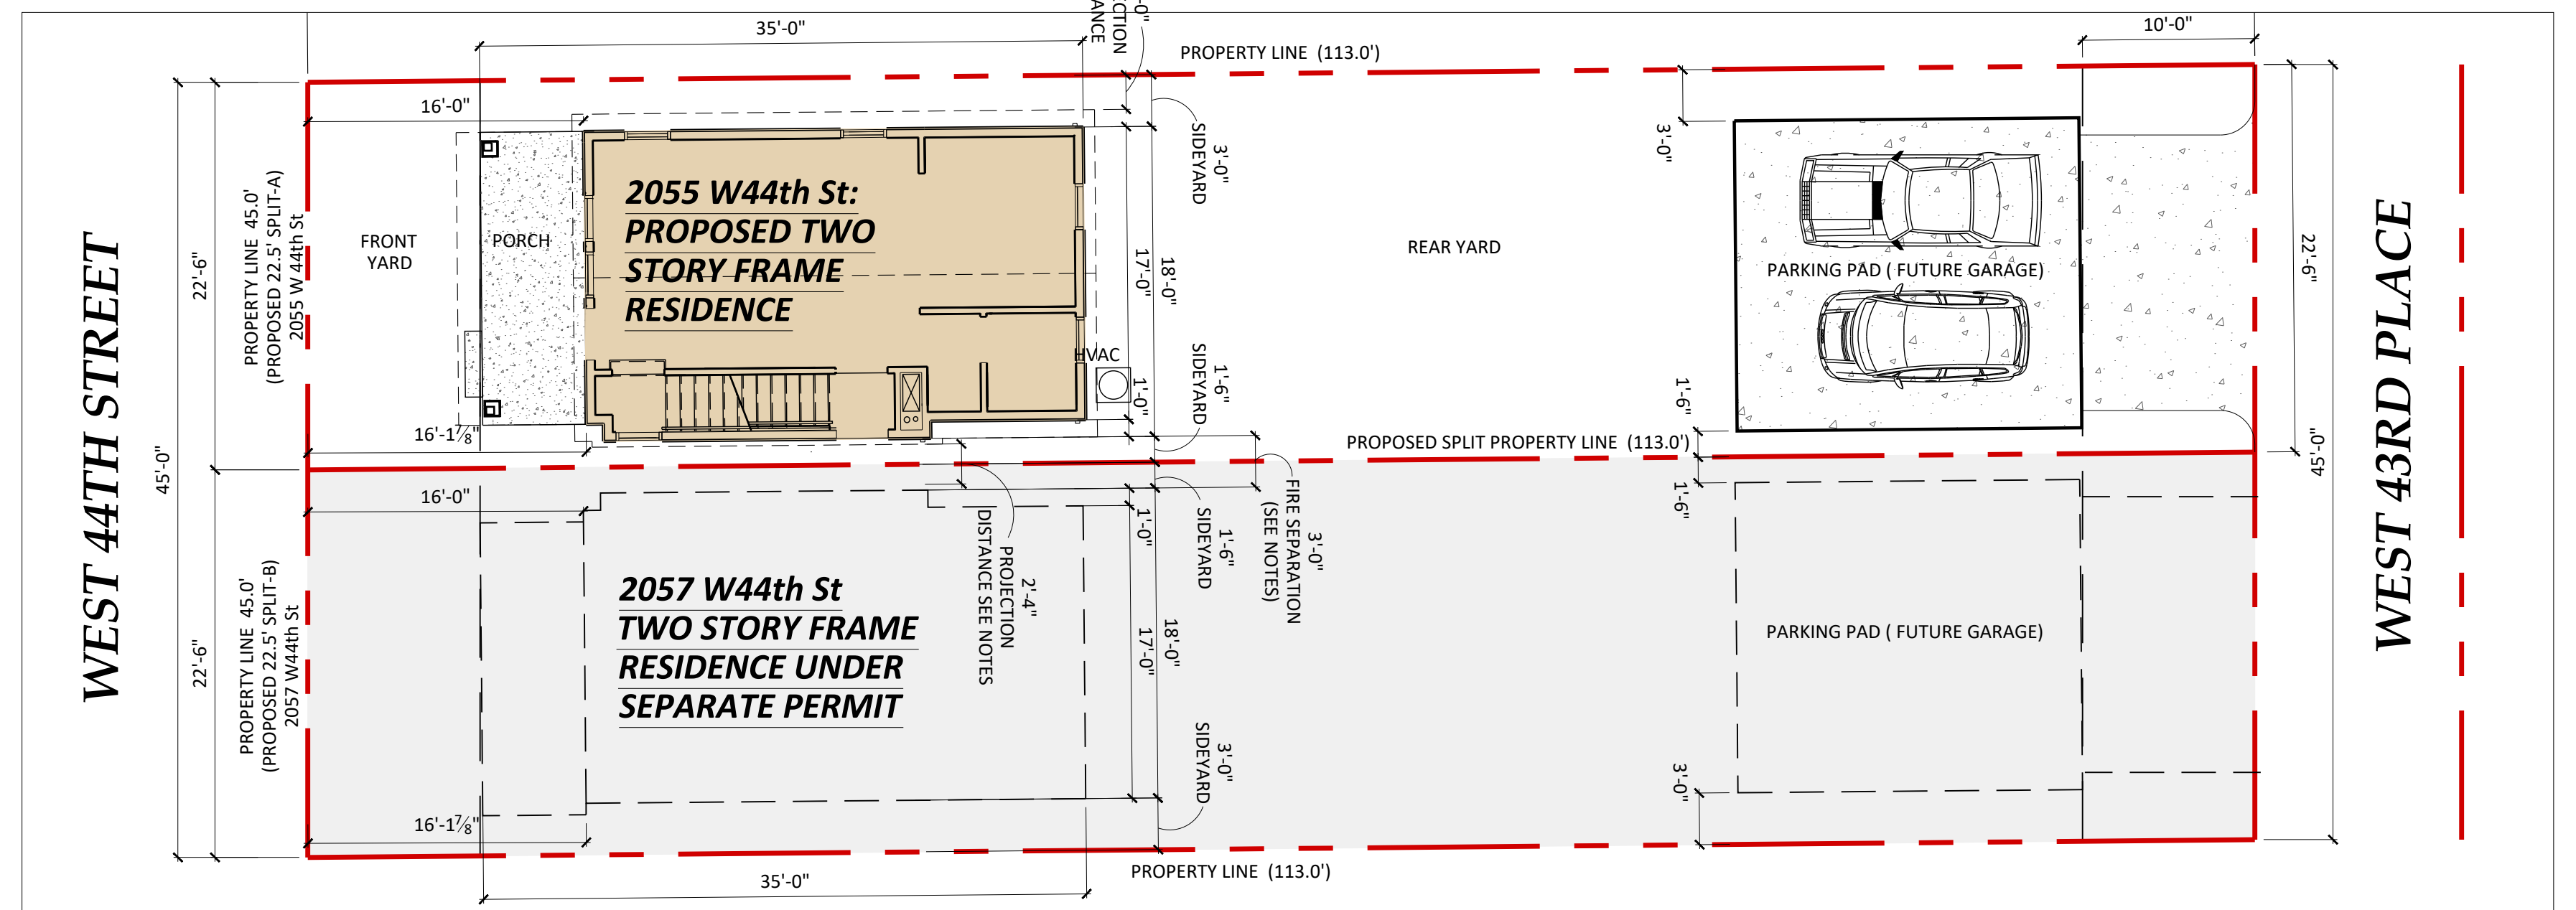 -0"
CTION
ANCE
35'-0"
PROPERTY LINE  (113.0')
10'-0"
16'-0"
3'-0"
SIDEYARD
3'-0"
WEST 44TH STREET
45'-0"
22'-6"
PROPERTY LINE  45.0'
(PROPOSED 22.5' SPLIT-A)
2055 W44th St
FRONT
YARD
PORCH
2055 W44th St:
PROPOSED TWO
STORY FRAME
RESIDENCE
17'-0"
18'-0"
REAR YARD
PARKING PAD ( FUTURE GARAGE)
22'-6"
WEST 43RD PLACE
45'-0"
HVAC
1'-0"
1'-6"
SIDEYARD
1'-6"
16'-1⅞"
PROPOSED SPLIT PROPERTY LINE  (113.0')
16'-0"
1'-0"
1'-6"
SIDEYARD
3'-0"
FIRE SEPARATION
(SEE NOTES)
1'-6"
2'-4"
PROJECTION
DISTANCE SEE NOTES
22'-6"
PROPERTY LINE  45.0'
(PROPOSED 22.5' SPLIT-B)
2057 W44th St
2057 W44th St
TWO STORY FRAME
RESIDENCE UNDER
SEPARATE PERMIT
17'-0"
18'-0"
PARKING PAD ( FUTURE GARAGE)
3'-0"
SIDEYARD
3'-0"
16'-1⅞"
PROPERTY LINE  (113.0')
35'-0"